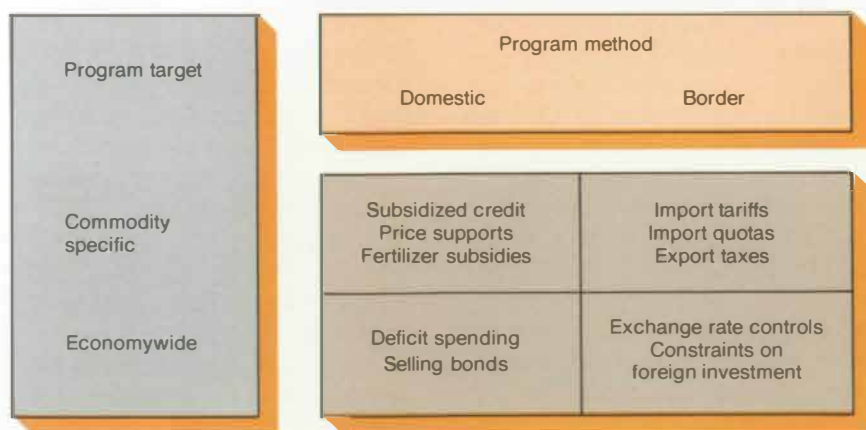 Program target
Program method
Domestic
Border
Commodity
specific
Subsidized credit
Price supports
Fertilizer subsidies
Import tariffs
Import quotas
Export taxes
Economywide
Deficit spending
Selling bonds
Exchange rate controls
Constraints on
foreign investment